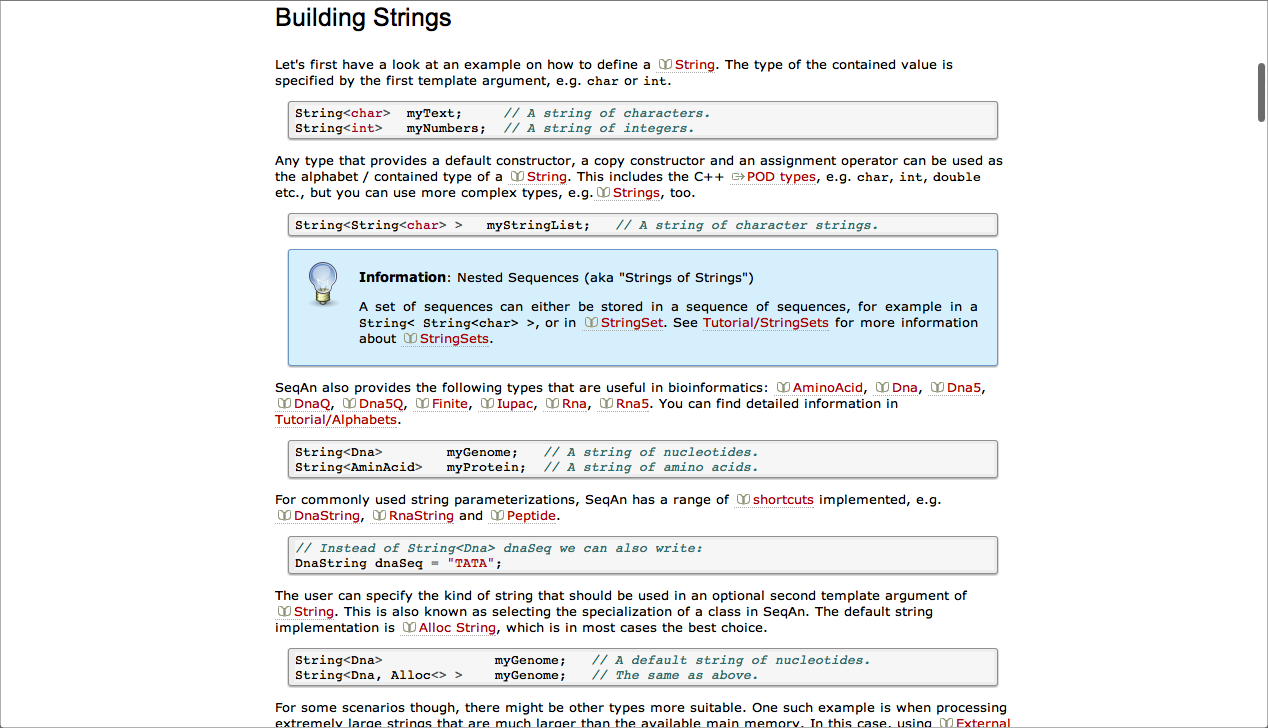 Building Strings
Let's first have a look at an example on how to define a String. The type of the contained value is
specified by the first template argument, e.g. char or int.
String<char>  myText;     // A string of characters.
String<int>   myNumbers;  // A string of integers.
Any type that provides a default constructor, a copy constructor and an assignment operator can be used as
the alphabet / contained type of a String. This includes the C++ POD types, e.g. char, int, double
etc., but you can use more complex types, e.g. Strings, too.
String<String<char> >   myStringList;   // A string of character strings.
Information: Nested Sequences (aka "Strings of Strings")
A set of sequences can either be stored in a sequence of sequences, for example in a
String< String<char> >, or in StringSet. See Tutorial/StringSets for more information
about StringSets.
SeqAn also provides the following types that are useful in bioinformatics: AminoAcid, Dna, Dna5,
DnaQ, Dna5Q, Finite, Iupac, Rna, Rna5. You can find detailed information in
Tutorial/Alphabets.
String<Dna>        myGenome;   // A string of nucleotides.
String<AminAcid>   myProtein;  // A string of amino acids.
For commonly used string parameterizations, SeqAn has a range of shortcuts implemented, e.g.
DnaString, RnaString and Peptide.
// Instead of String<Dna> dnaSeq we can also write:
DnaString dnaSeq = "TATA";
The user can specify the kind of string that should be used in an optional second template argument of
String. This is also known as selecting the specialization of a class in SeqAn. The default string
implementation is Alloc String, which is in most cases the best choice.
String<Dna>              myGenome;   // A default string of nucleotides.
String<Dna, Alloc<> >    myGenome;   // The same as above.
For some scenarios though, there might be other types more suitable. One such example is when processing
extremely large strings that are much larger than the available main memory. In this case, using External